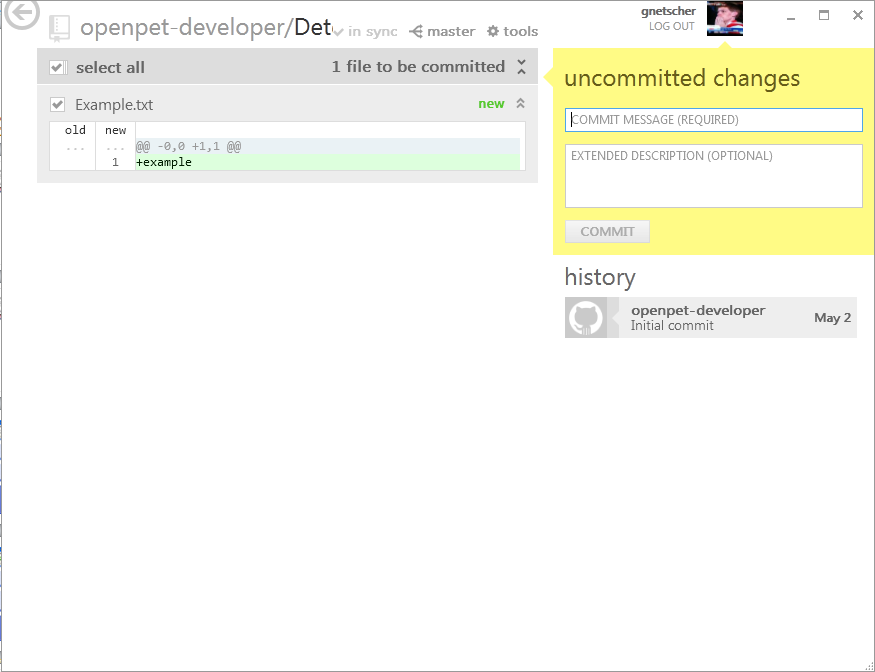 openpet-developer/Det
in sync
master
tools
gnetscher
LOG OUT
select all
1 file to be committed
Example.txt
new
old new
... ... @@ -0,0 +1,1 @@
1 +example
uncommitted changes
COMMIT MESSAGE (REQUIRED)
EXTENDED DESCRIPTION (OPTIONAL)
COMMIT
history
openpet-developer
Initial commit
May 2